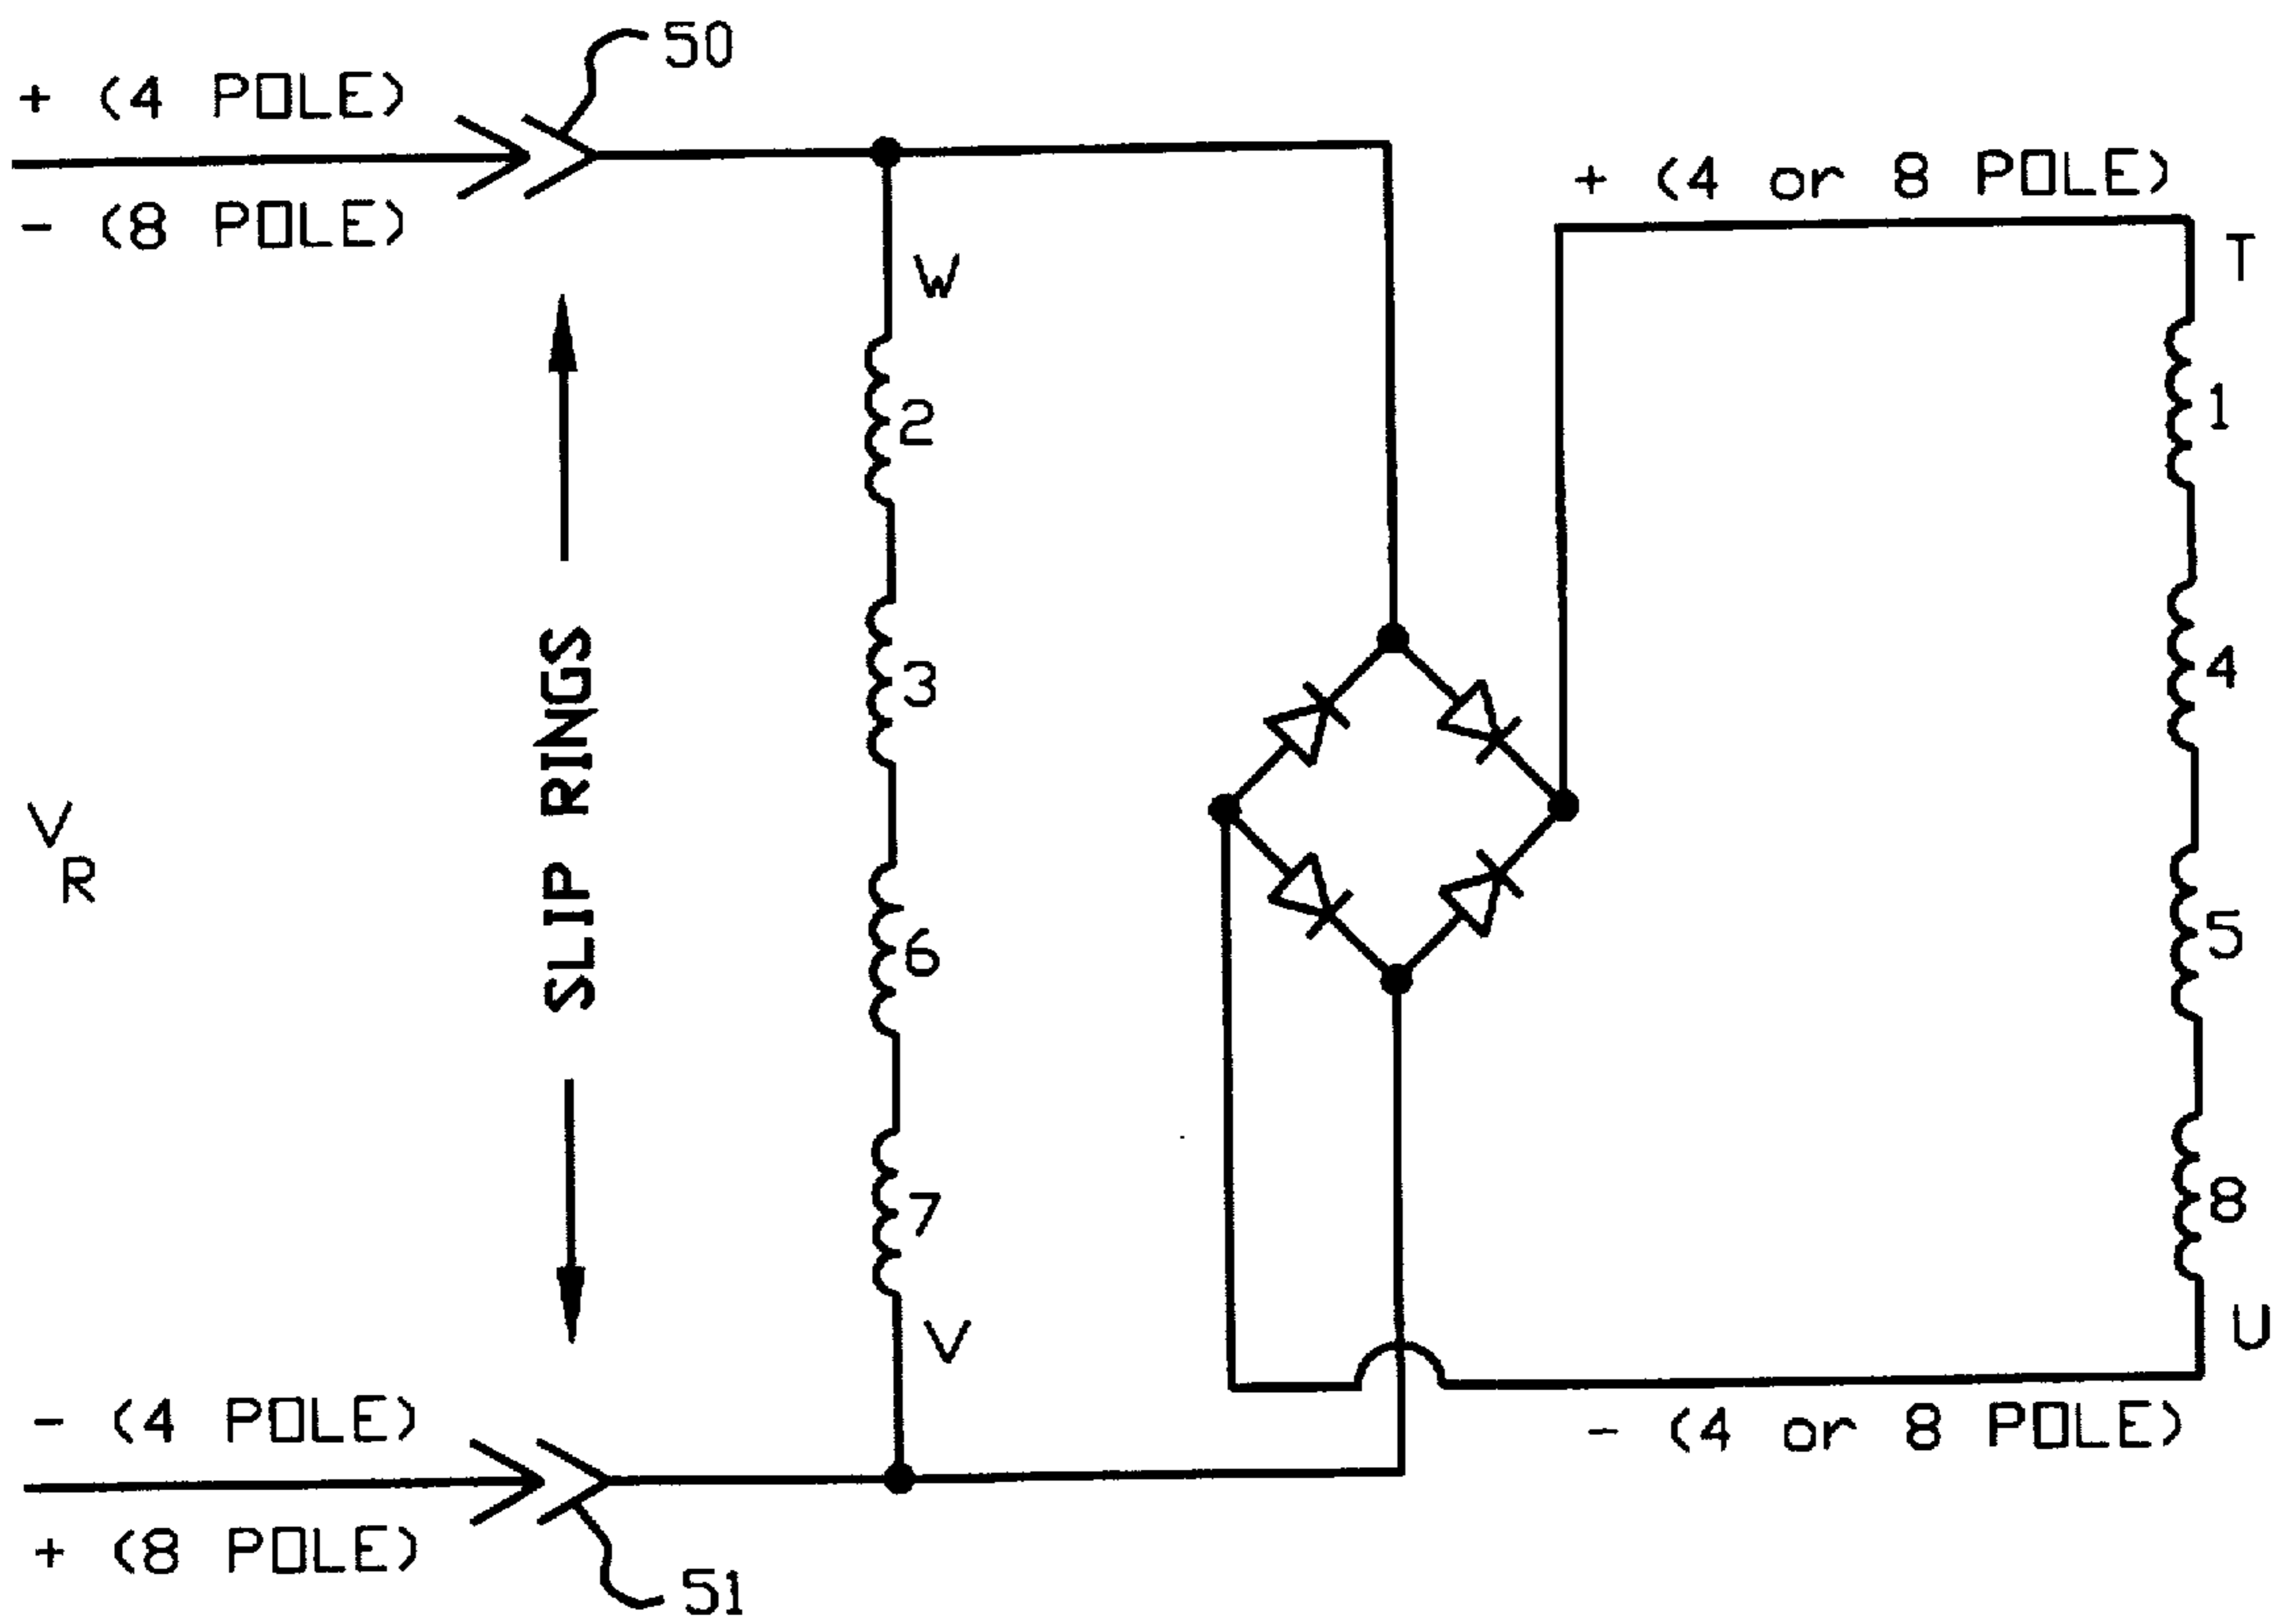 50
+ (4 POLE)
- (8 POLE)
+ (4 or 8 POLE)
T
W
1
2
3
4
SLIP RINGS
V
R
5
6
7
8
V
U
- (4 POLE)
- (4 or 8 POLE)
+ (8 POLE)
51